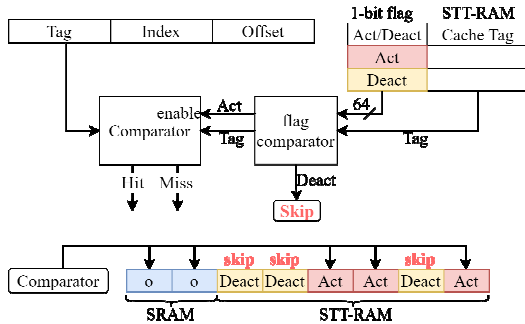 1-bit flag STT-RAM
Tag Index Offset Act/Deact Cache Tag
Act
Deact
enable Act 64
Comparator Tag flag comparator Tag
Hit Miss Deact
Skip
skip skip skip
Comparator o o Deact Deact Act Act Deact Act
SRAM STT-RAM